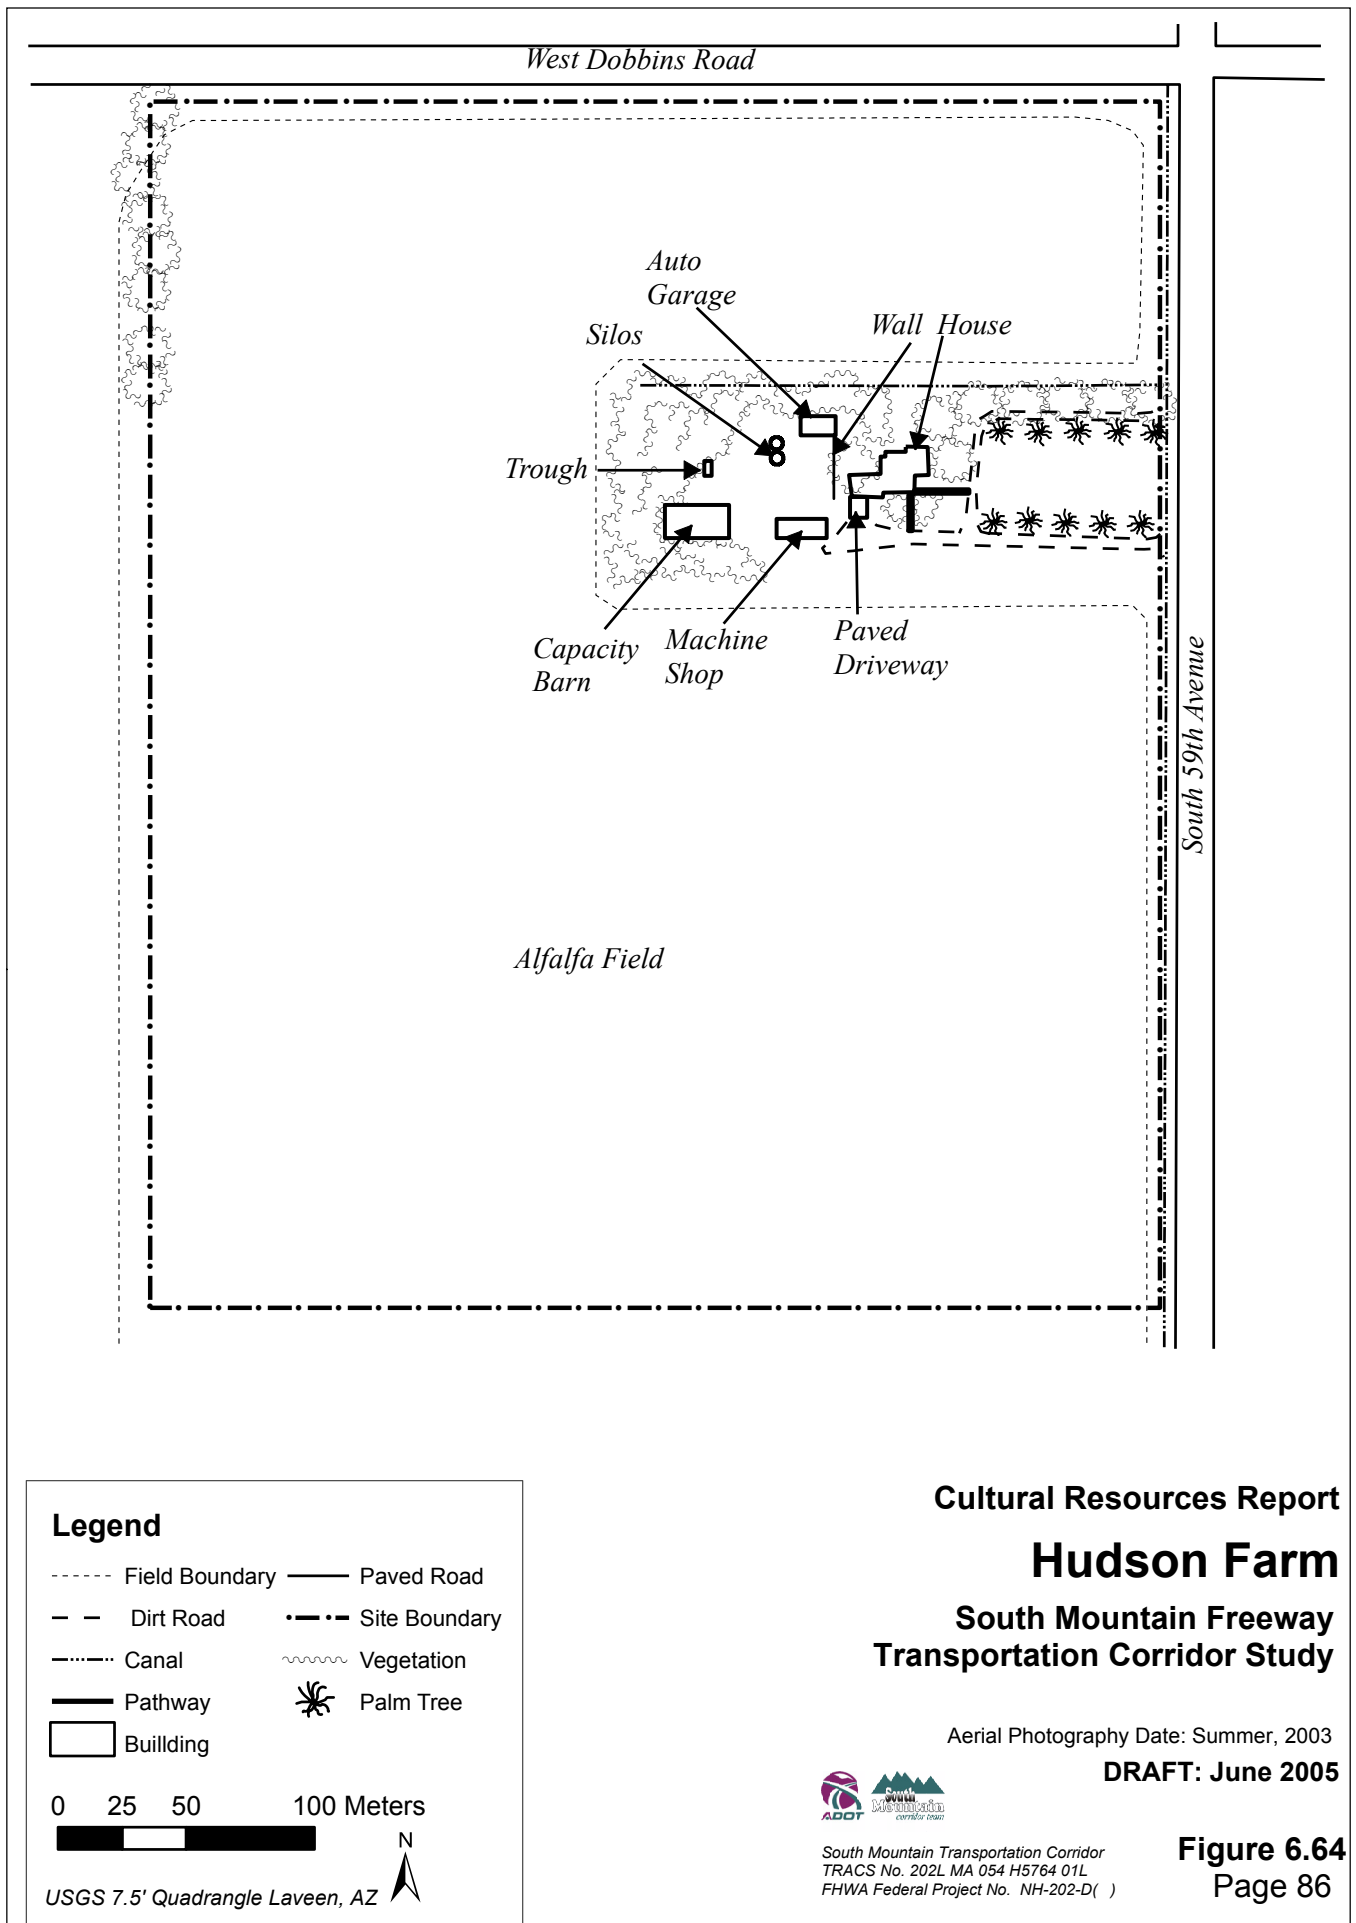 West Dobbins Road
Auto
Garage
Silos
Wall House
Trough
Capacity
Barn
Machine
Shop
Paved
Driveway
South 59th Avenue
Alfalfa Field
Legend
Field Boundary
Paved Road
Dirt Road
Site Boundary
Canal
Vegetation
Pathway
Palm Tree
Buillding
0 25 50 100 Meters
N
USGS 7.5' Quadrangle Laveen, AZ
Cultural Resources Report
Hudson Farm
South Mountain Freeway
Transportation Corridor Study
Aerial Photography Date: Summer, 2003
DRAFT: June 2005
ADOT
South
Mountain
corridor team
South Mountain Transportation Corridor
TRACS No. 202L MA 054 H5764 01L
FHWA Federal Project No. NH-202-D( )
Figure 6.64
Page 86